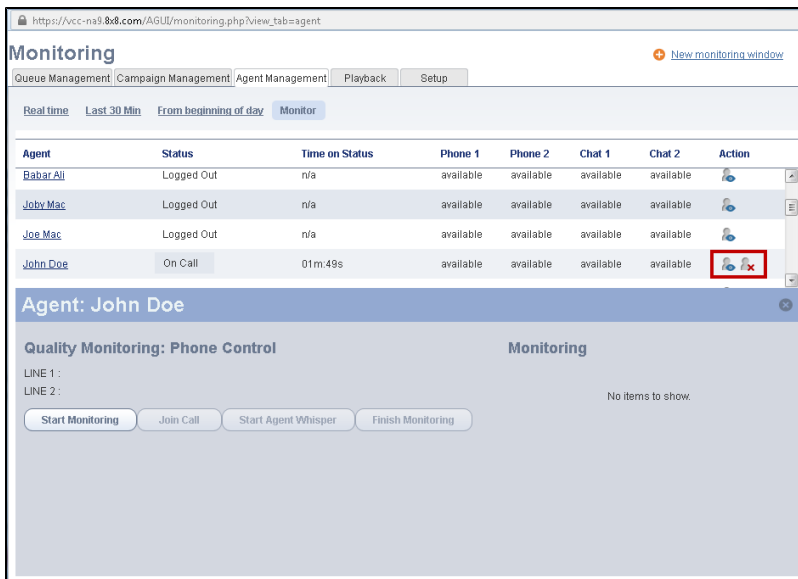 https://vcc-na9.8x8.com/AGUI/monitoring.php?view_tab=agent
Monitoring
New monitoring window
Queue Management Campaign Management Agent Management Playback Setup
Real time Last 30 Min From beginning of day Monitor
Agent Status Time on Status Phone 1 Phone 2 Chat 1 Chat 2 Action
Babar Ali Logged Out n/a available available available available
Joby Mac Logged Out n/a available available available available
Joe Mac Logged Out n/a available available available available
John Doe On Call 01m:49s available available available available
Agent: John Doe
Quality Monitoring: Phone Control Monitoring
LINE 1 :
LINE 2 :
No items to show.
Start Monitoring Join Call Start Agent Whisper Finish Monitoring